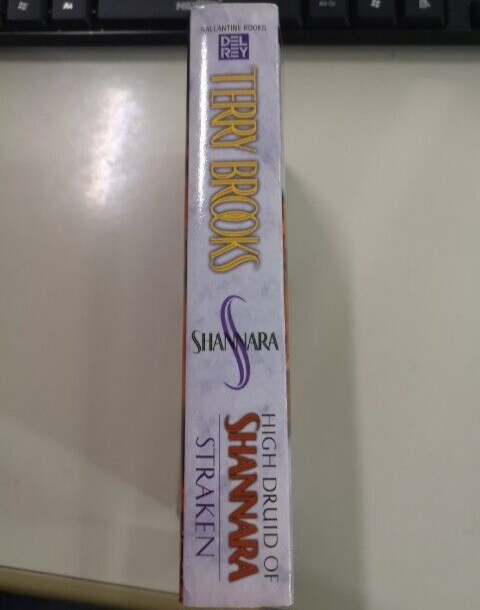 BALLANTINE BOOKS
DEL
REY
TERRY BROOKS
SHANNARA
HIGH DRUID OF
SHANNARA
STRAKEN